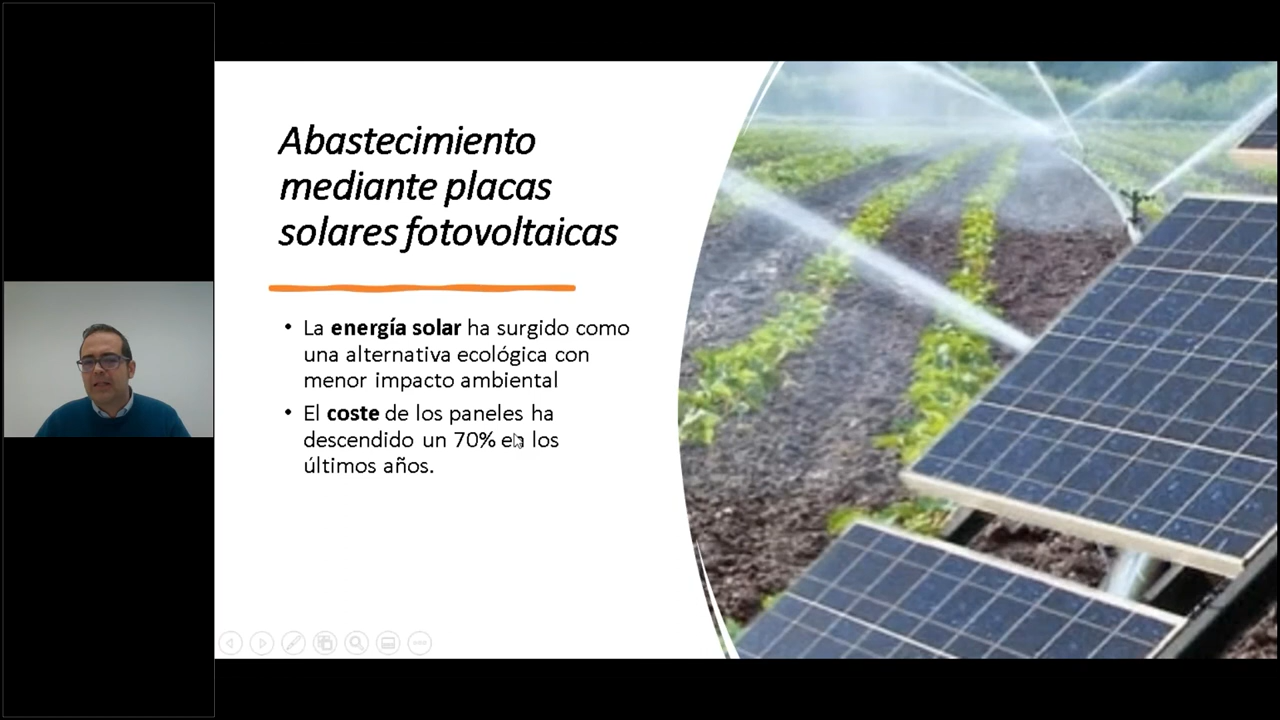 Abastecimiento
mediante placas
solares fotovoltaicas
• La energía solar ha surgido como
una alternativa ecológica con
menor impacto ambiental
• El coste de los paneles ha
descendido un 70% en los
últimos años.